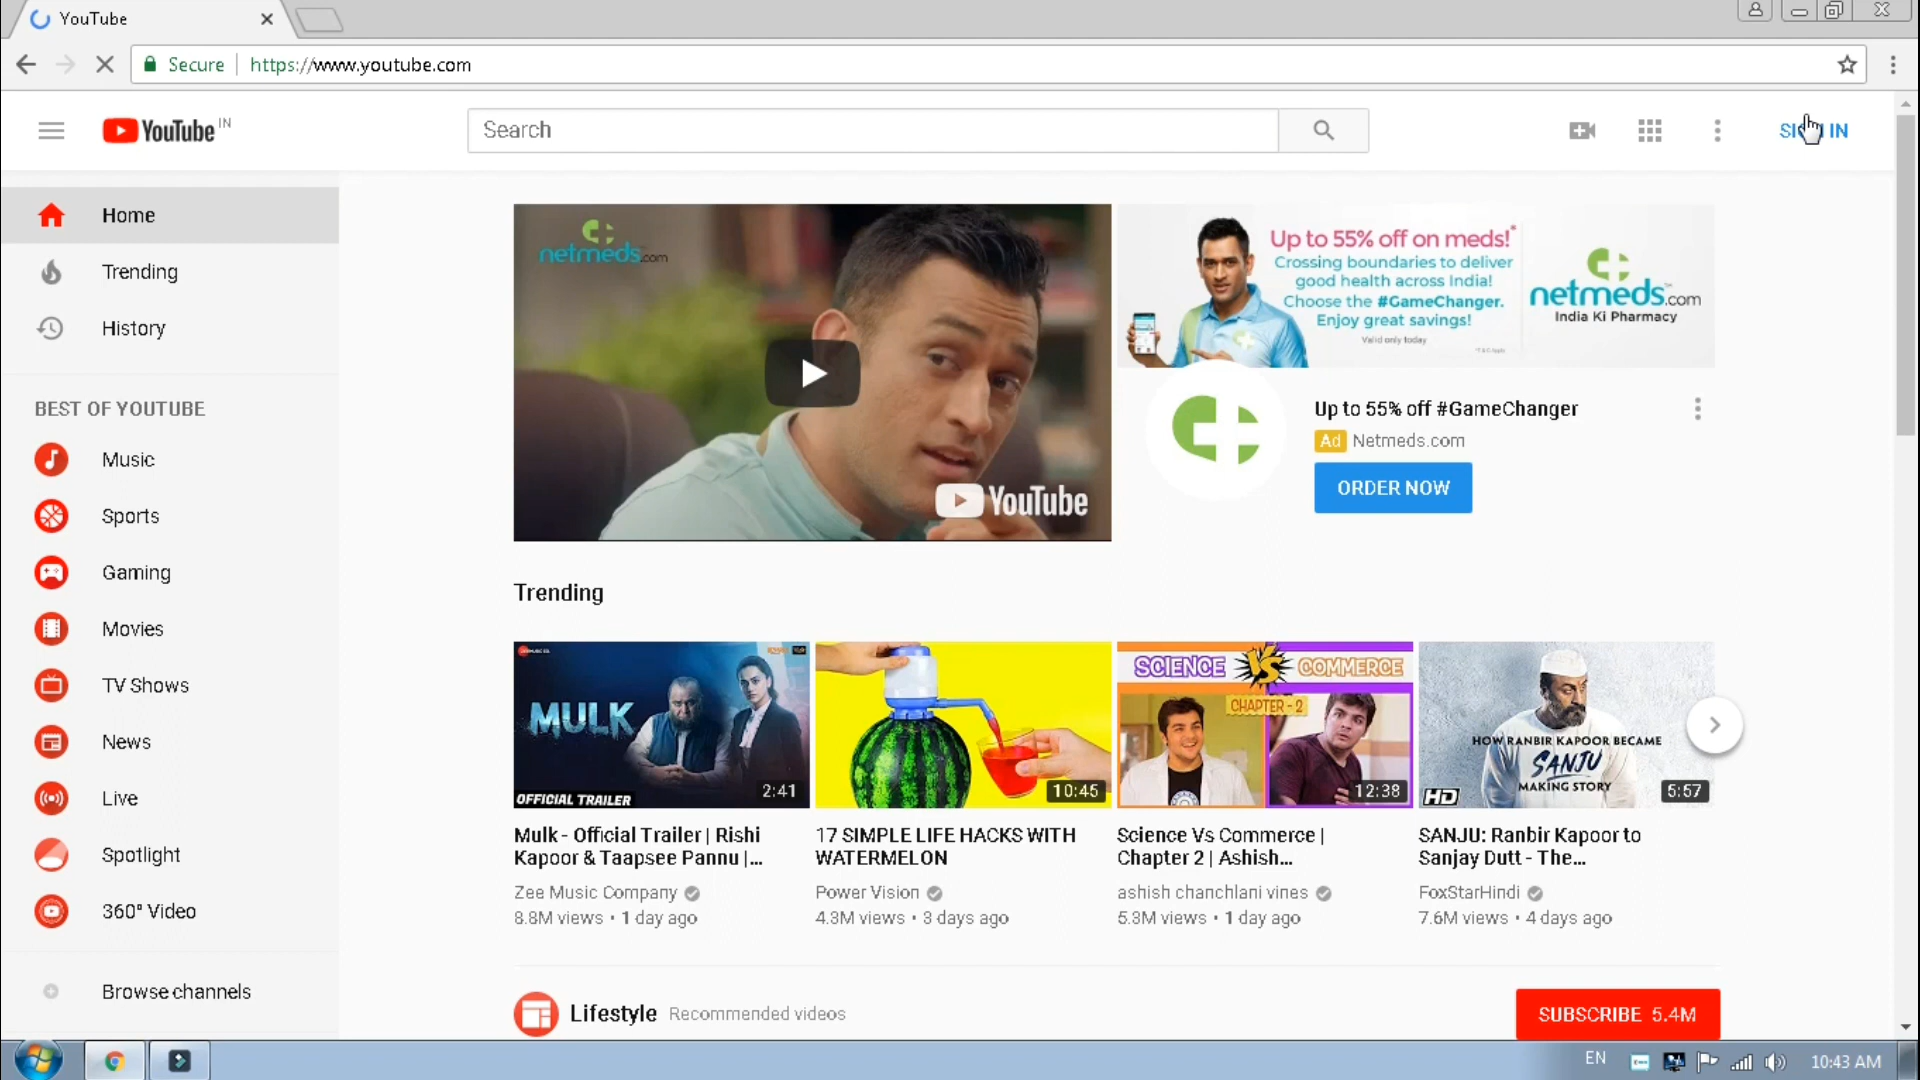 YouTube
Secure
https://www.youtube.com
YouTube IN
Search
SIGN IN
Home
Trending
History
BEST OF YOUTUBE
Music
Sports
Gaming
Movies
TV Shows
News
Live
Spotlight
360° Video
Browse channels
netmeds.com
YouTube
Up to 55% off on meds!*
Crossing boundaries to deliver
good health across India!
Choose the #GameChanger.
Enjoy great savings!
Valid only today
netmeds.com
India Ki Pharmacy
Up to 55% off #GameChanger
Ad Netmeds.com
ORDER NOW
Trending
MULK
OFFICIAL TRAILER
2:41
10:45
SCIENCE VS COMMERCE
CHAPTER - 2
12:38
HOW RANBIR KAPOOR BECAME
SANJU
MAKING STORY
HD
5:57
Mulk - Official Trailer | Rishi
Kapoor & Taapsee Pannu |...
Zee Music Company
8.8M views • 1 day ago
17 SIMPLE LIFE HACKS WITH
WATERMELON
Power Vision
4.3M views • 3 days ago
Science Vs Commerce |
Chapter 2 | Ashish...
ashish chanchlani vines
5.3M views • 1 day ago
SANJU: Ranbir Kapoor to
Sanjay Dutt - The...
FoxStarHindi
7.6M views • 4 days ago
Lifestyle Recommended videos
SUBSCRIBE 5.4M
EN
10:43 AM